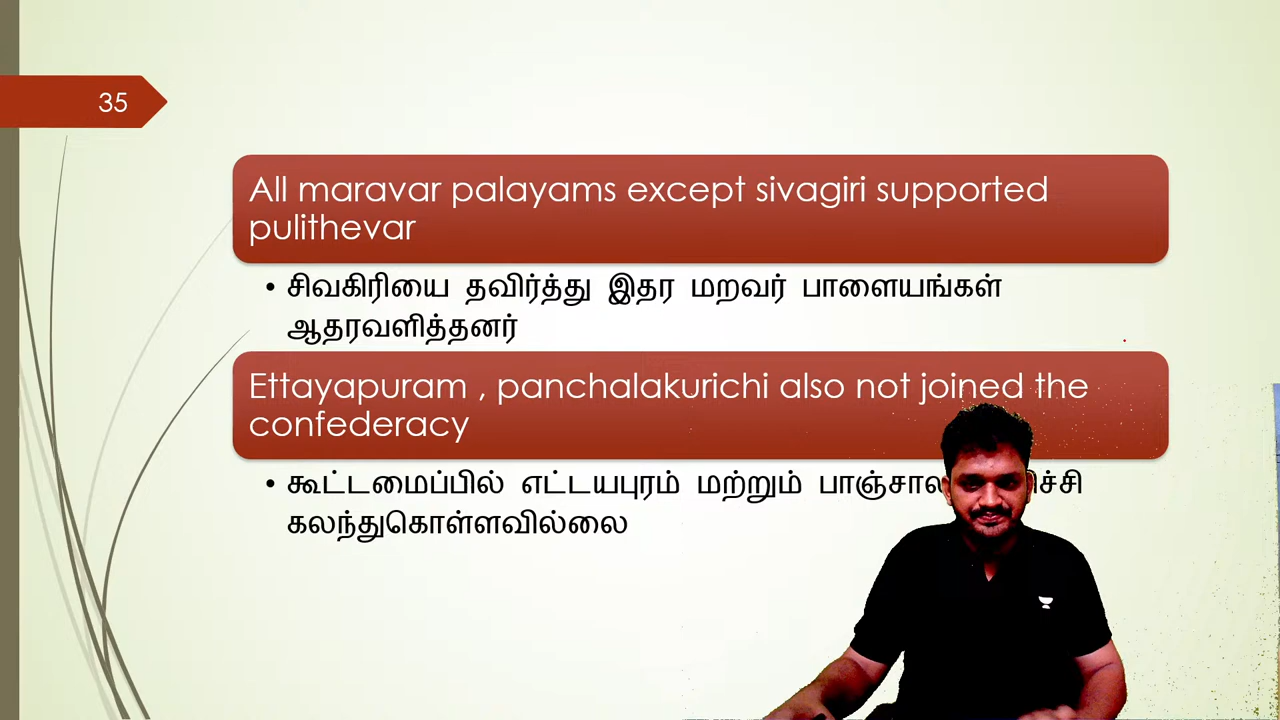 35
All maravar palayams except sivagiri supported
pulithevar
• சிவகிரியை தவிர்த்து இதர மறவர் பாளையங்கள்
ஆதரவளித்தனர்
Ettayapuram , panchalakurichi also not joined the
confederacy
• கூட்டமைப்பில் எட்டயபுரம் மற்றும்
கலந்துகொள்ளவில்லை